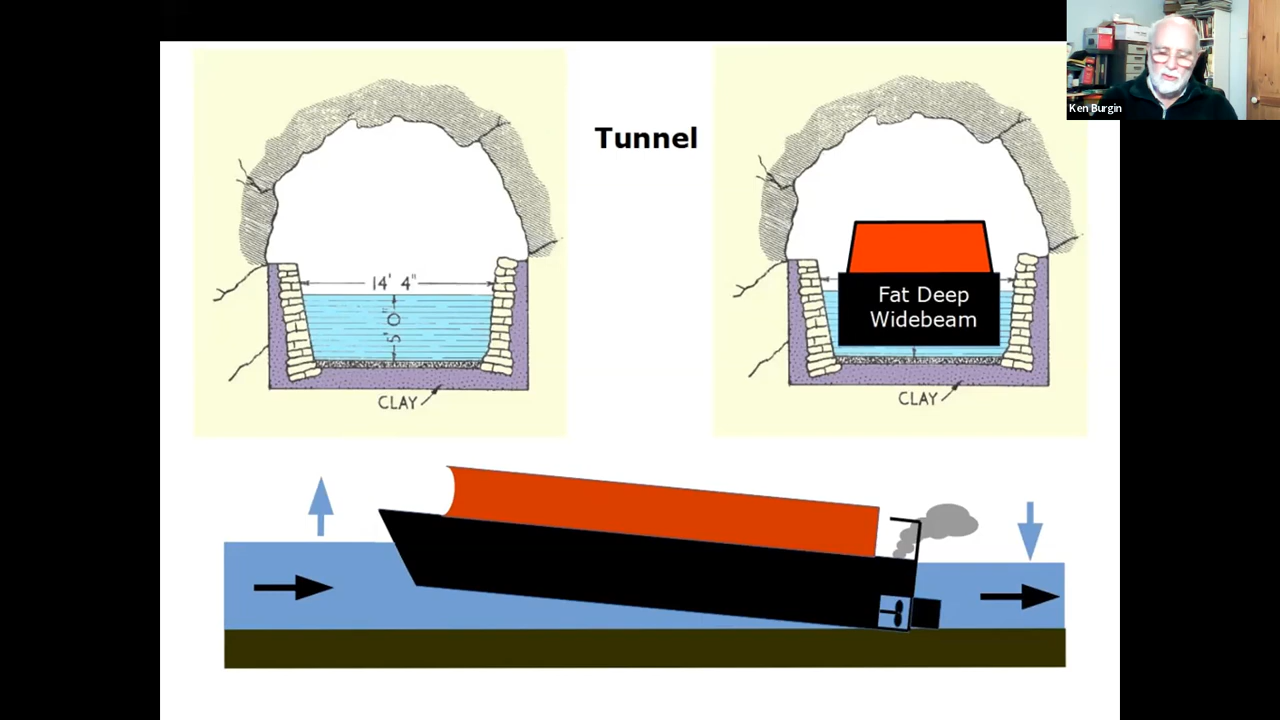 Ken Burgin
Tunnel
14' 4"
5' 0"
CLAY
Fat Deep
Widebeam
CLAY